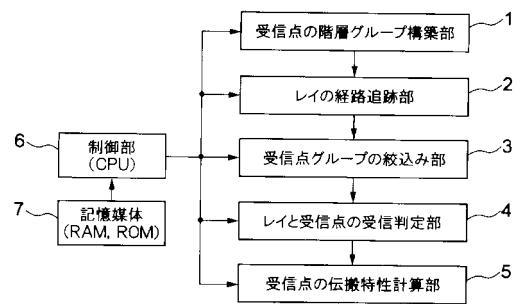 受信点の階層グループ構築部
1
レイの経路追跡部
2
受信点グループの絞込み部
3
レイと受信点の受信判定部
4
受信点の伝搬特性計算部
5
6
制御部
(CPU)
7
記憶媒体
(RAM, ROM)